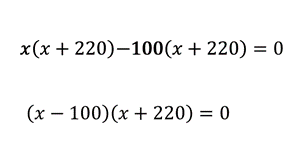 x(x + 220)−100(x + 220) = 0
(x − 100)(x + 220) = 0